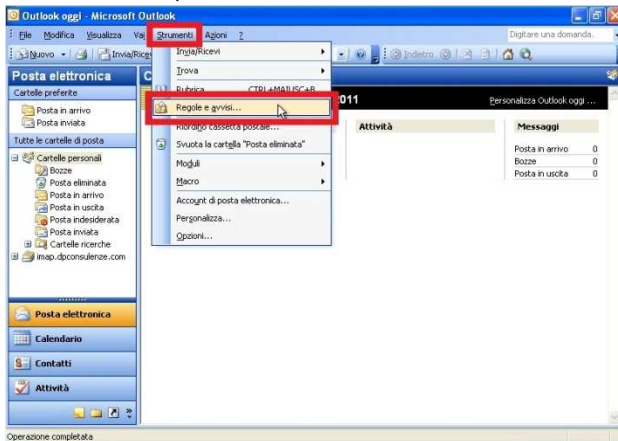 Outlook oggi - Microsoft Outlook
File Modifica Visualizza Vai Strumenti Azioni ?
Digitare una domanda.
Nuovo
Invia/Ricevi
Indietro
Posta elettronica
Cartelle preferite
Posta in arrivo
Posta inviata
Tutte le cartelle di posta
Cartelle personali
Bozze
Posta eliminata
Posta in arrivo
Posta in uscita
Posta indesiderata
Posta inviata
Cartelle ricerche
imap.dpconsulenze.com
Posta elettronica
Calendario
Contatti
Attività
Invia/Ricevi
Trova
Rubrica... CTRL+MAIUSC+B
Regole e avvisi...
Riordino cassetta postale...
Svuota la cartella "Posta eliminata"
Moduli
Macro
Account di posta elettronica...
Personalizza...
Opzioni...
2011
Personalizza Outlook oggi ...
Attività
Messaggi
Posta in arrivo 0
Bozze 0
Posta in uscita 0
Operazione completata